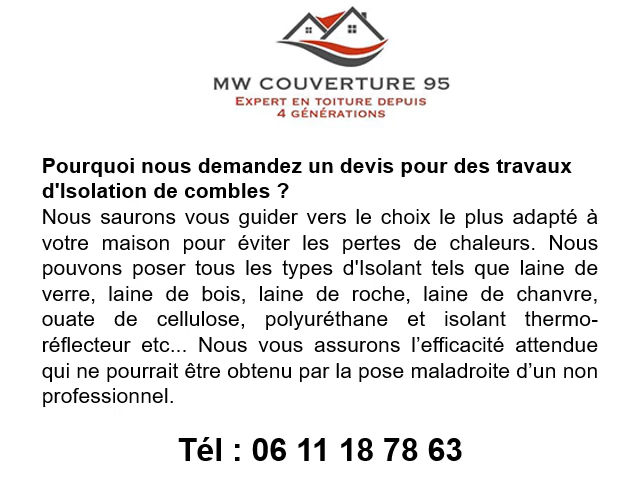 MW COUVERTURE 95
EXPERT EN TOITURE DEPUIS
4 GÉNÉRATIONS
Pourquoi nous demandez un devis pour des travaux
d'Isolation de combles ?
Nous saurons vous guider vers le choix le plus adapté à
votre maison pour éviter les pertes de chaleurs. Nous
pouvons poser tous les types d'Isolant tels que laine de
verre, laine de bois, laine de roche, laine de chanvre,
ouate de cellulose, polyuréthane et isolant thermo-
réflecteur etc... Nous vous assurons l’efficacité attendue
qui ne pourrait être obtenu par la pose maladroite d’un non
professionnel.
Tél : 06 11 18 78 63